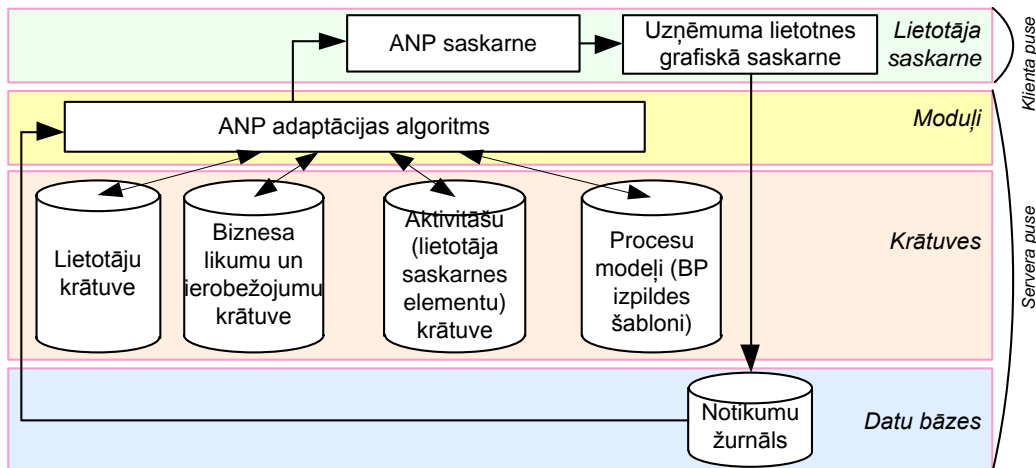 ANP saskarne
Uzņēmuma lietotnes
grafiskā saskarne
Lietotāja
saskarne
Klienta puse
ANP adaptācijas algoritms
Moduļi
Lietotāju
krātuve
Biznesa
likumu un
ierobežojumu
krātuve
Aktivitāšu
(lietotāja
saskarnes
elementu)
krātuve
Procesu
modeļi (BP
izpildes
šabloni)
Krātuves
Servera puse
Notikumu
žurnāls
Datu bāzes